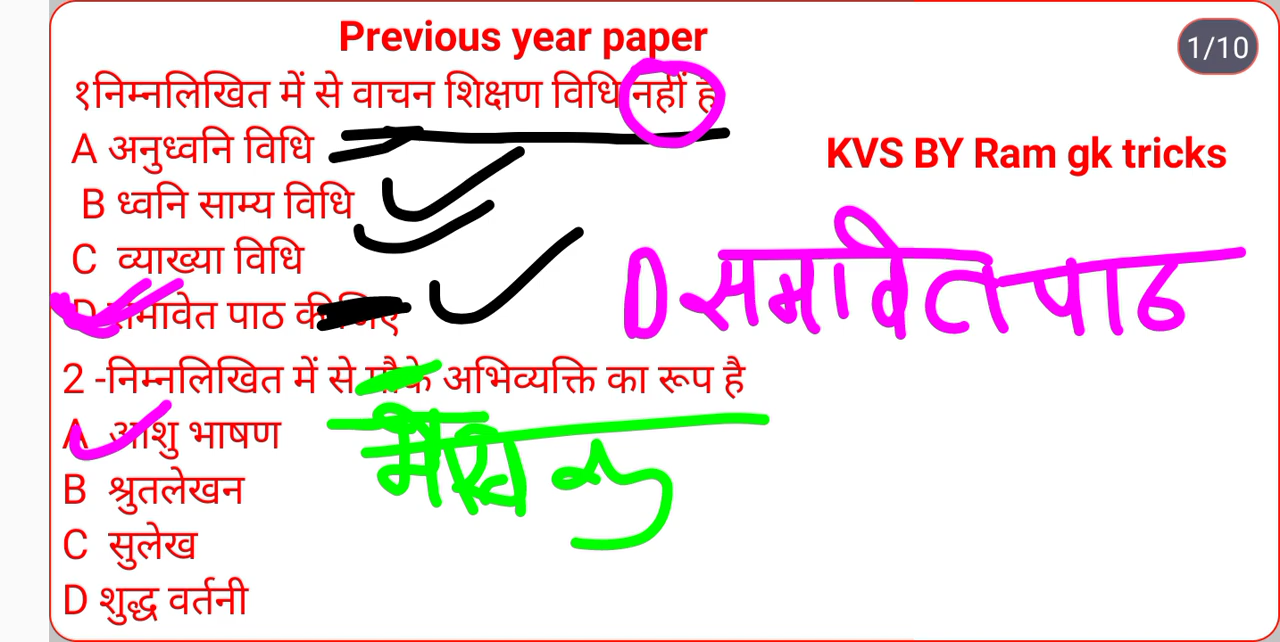 Previous year paper
1/10
१निम्नलिखित में से वाचन शिक्षण विधि नहीं है
A अनुध्वनि विधि
KVS BY Ram gk tricks
B ध्वनि साम्य विधि
C व्याख्या विधि
D समावेत पाठ कीजिए
D समावेत पाठ
2 -निम्नलिखित में से मौके अभिव्यक्ति का रूप है
मौखिक
A आशु भाषण
B श्रुतलेखन
C सुलेख
D शुद्ध वर्तनी